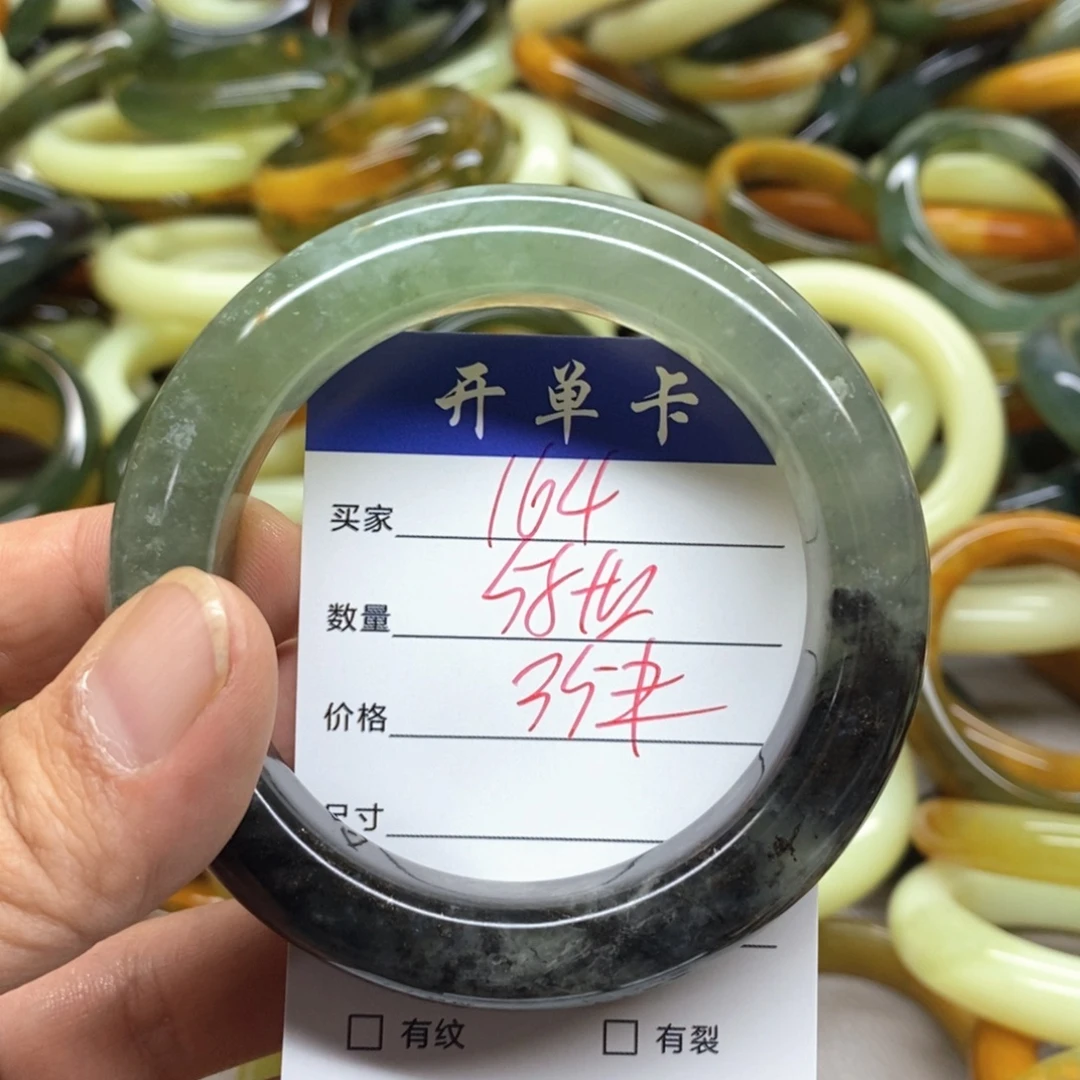 开单卡
买家 164
数量 58
价格 35
尺寸
有纹 有裂